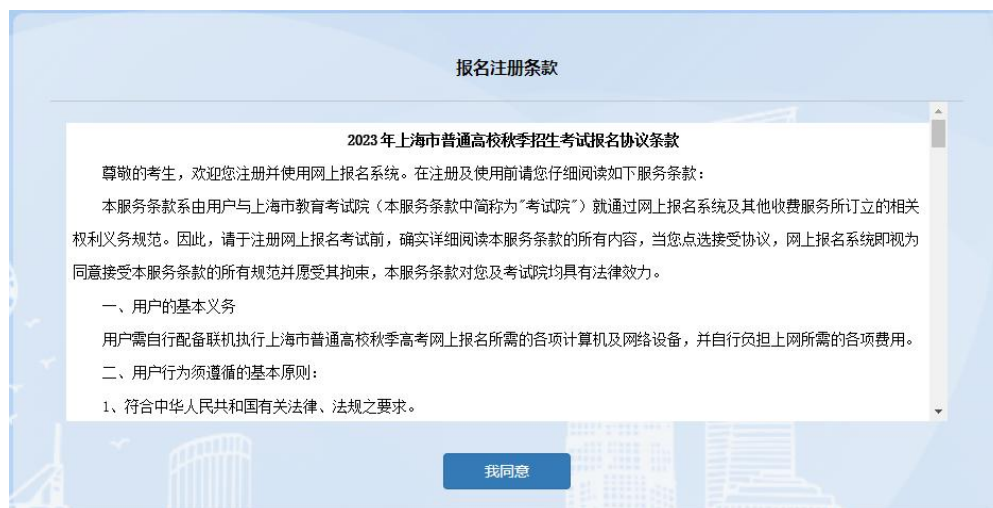 报名注册条款
2023年上海市普通高校秋季招生考试报名协议条款
尊敬的考生，欢迎您注册并使用网上报名系统。在注册及使用前请您仔细阅读如下服务条款：
本服务条款系由用户与上海市教育考试院（本服务条款中简称为"考试院"）就通过网上报名系统及其他收费服务所订立的相关
权利义务规范。因此，请于注册网上报名考试前，确实详细阅读本服务条款的所有内容，当您点选接受协议，网上报名系统即视为
同意接受本服务条款的所有规范并愿受其拘束，本服务条款对您及考试院均具有法律效力。
一、用户的基本义务
用户需自行配备联机执行上海市普通高校秋季高考网上报名所需的各项计算机及网络设备，并自行负担上网所需的各项费用。
二、用户行为须遵循的基本原则：
1、符合中华人民共和国有关法律、法规之要求。
我同意